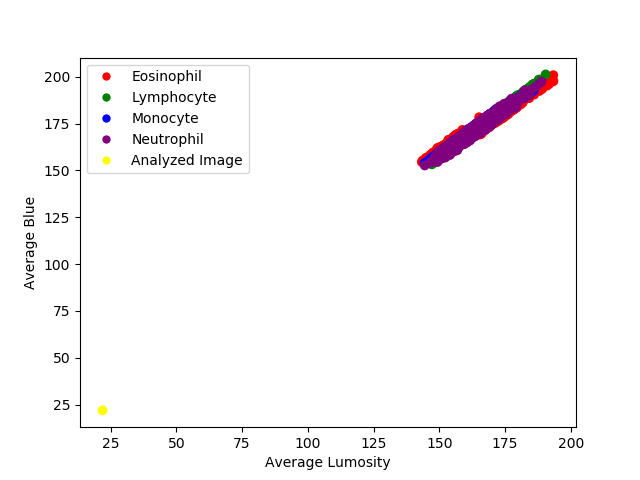 Eosinophil
Lymphocyte
Monocyte
Neutrophil
Analyzed Image
200
175
150
125
100
75
50
25
Average Blue
25
50
75
100
125
150
175
200
Average Lumosity